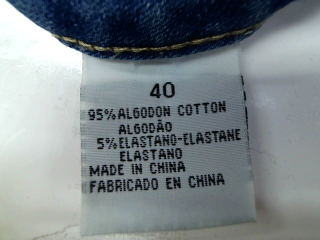 40
95% ALGODON COTTON
ALGODÃO
5% ELASTANO-ELASTANE
ELASTANO
MADE IN CHINA
FABRICADO EN CHINA